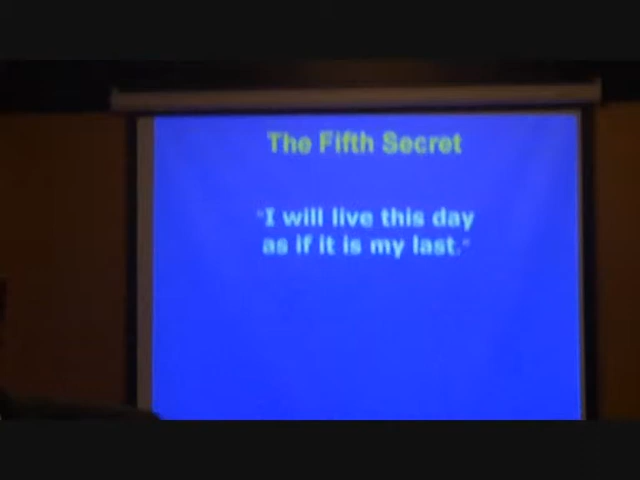 The Fifth Secret
"I will live this day
as if it is my last."